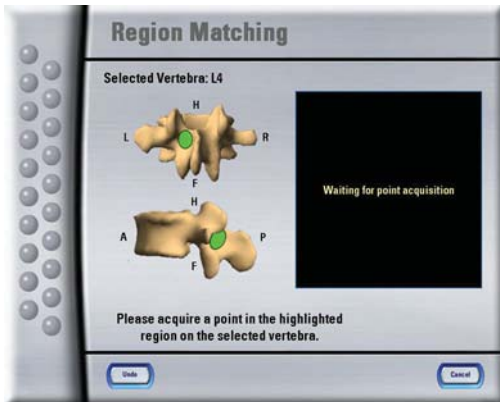 Region Matching
Selected Vertebra: L4
H
L
R
F
H
A
P
F
Waiting for point acquisition
Please acquire a point in the highlighted
region on the selected vertebra.
Undo
Cancel